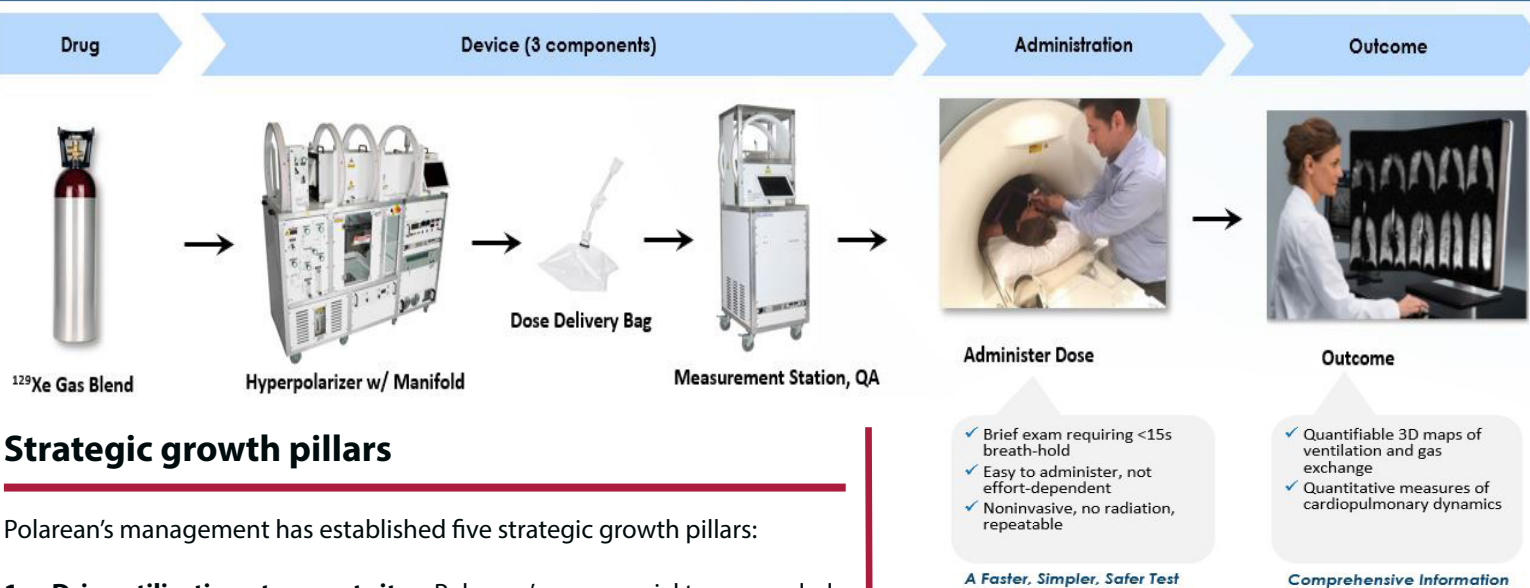 Drug
Device (3 components)
Administration
Outcome
129Xe Gas Blend
Hyperpolarizer w/ Manifold
Dose Delivery Bag
Measurement Station, QA
Administer Dose
Outcome
✓ Brief exam requiring <15s
breath-hold
✓ Easy to administer, not
effort-dependent
✓ Noninvasive, no radiation,
repeatable
A Faster, Simpler, Safer Test
✓ Quantifiable 3D maps of
ventilation and gas
exchange
✓ Quantitative measures of
cardiopulmonary dynamics
Comprehensive Information
Strategic growth pillars
Polarean's management has established five strategic growth pillars: